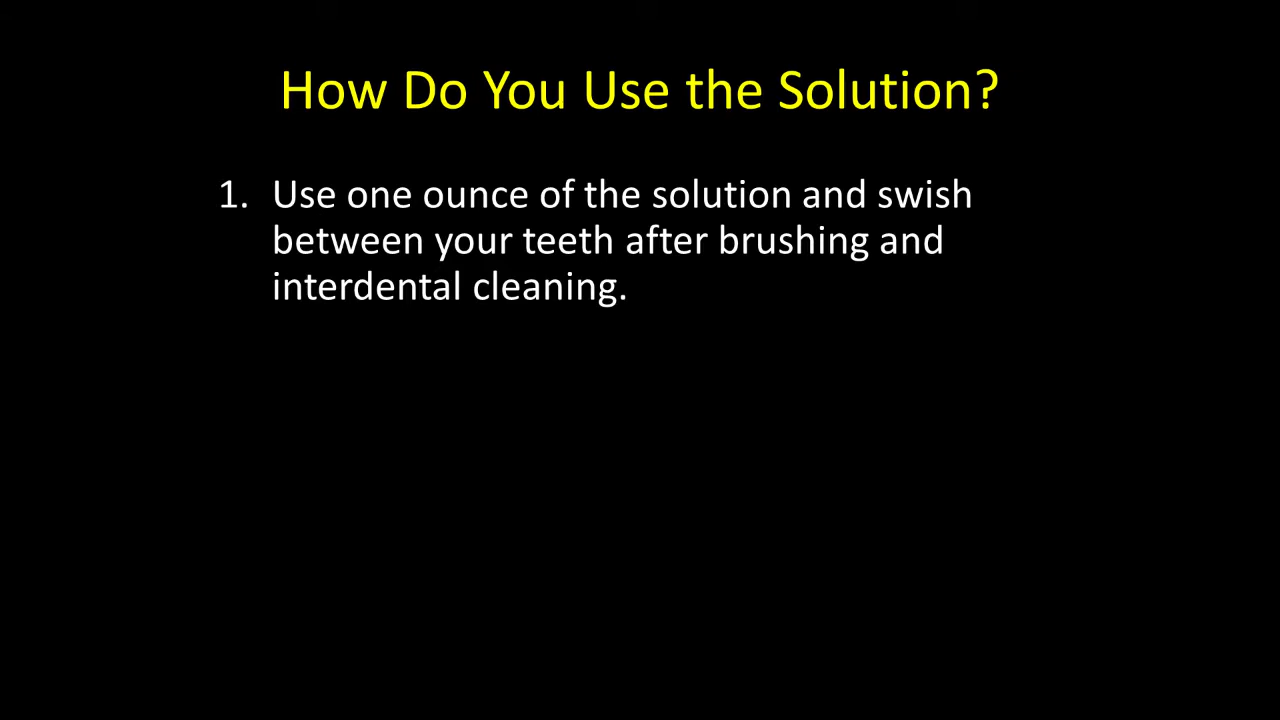 How Do You Use the Solution?
1. Use one ounce of the solution and swish
between your teeth after brushing and
interdental cleaning.